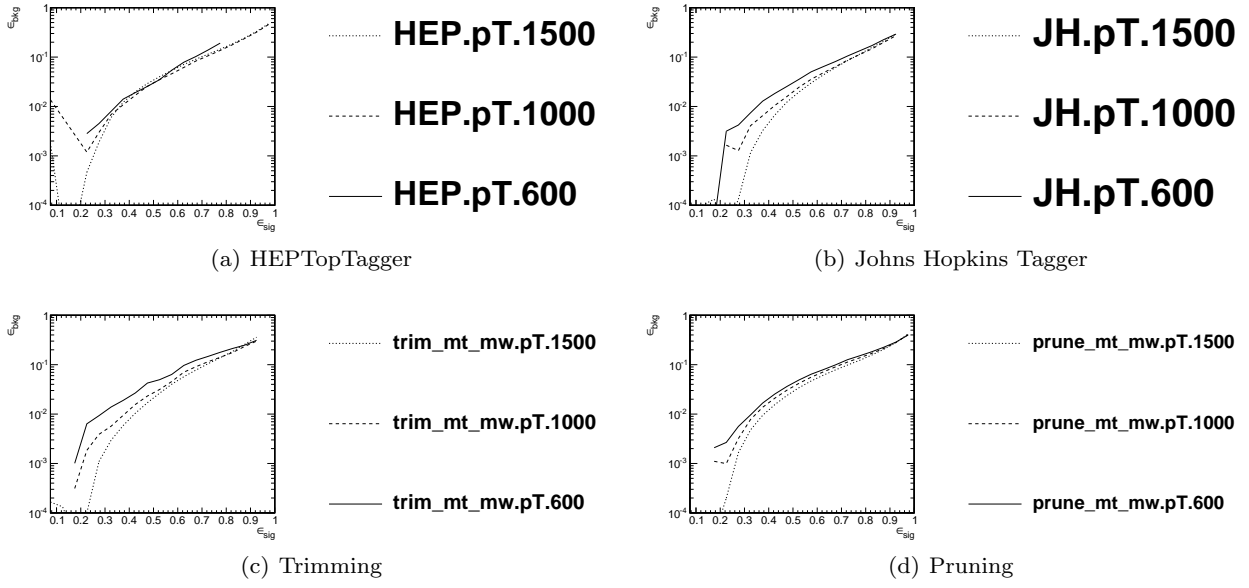 ϵbkg
1
10-1
10-2
10-3
10-4
0.1 0.2 0.3 0.4 0.5 0.6 0.7 0.8 0.9 1
ϵsig
HEP.pT.1500
HEP.pT.1000
HEP.pT.600
(a) HEPTopTagger
ϵbkg
1
10-1
10-2
10-3
10-4
0.1 0.2 0.3 0.4 0.5 0.6 0.7 0.8 0.9 1
ϵsig
JH.pT.1500
JH.pT.1000
JH.pT.600
(b) Johns Hopkins Tagger
ϵbkg
1
10-1
10-2
10-3
10-4
0.1 0.2 0.3 0.4 0.5 0.6 0.7 0.8 0.9 1
ϵsig
trim_mt_mw.pT.1500
trim_mt_mw.pT.1000
trim_mt_mw.pT.600
(c) Trimming
ϵbkg
1
10-1
10-2
10-3
10-4
0.1 0.2 0.3 0.4 0.5 0.6 0.7 0.8 0.9 1
ϵsig
prune_mt_mw.pT.1500
prune_mt_mw.pT.1000
prune_mt_mw.pT.600
(d) Pruning